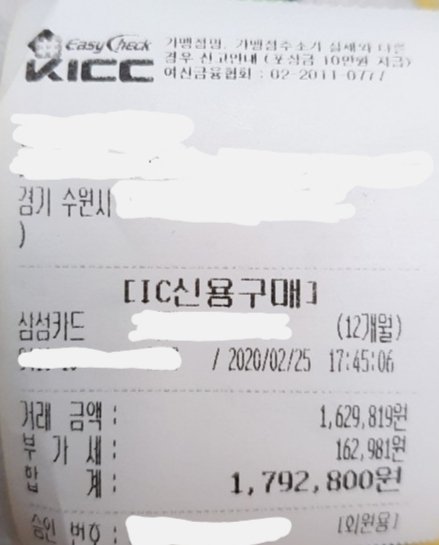 Easy Check
KICC
가맹점명, 가맹점주소가 실제와 다른
경우 신고안내 (포상금 10만원 지급)
여신금융협회 : 02-2011-0777
경기 수원시
)
[IC신용구매]
삼성카드 (12개월)
/ 2020/02/25 17:45:06
거래 금액 : 1,629,819원
부 가 세 : 162,981원
합 계 : 1,792,800원
승인 번호 : [회원용]